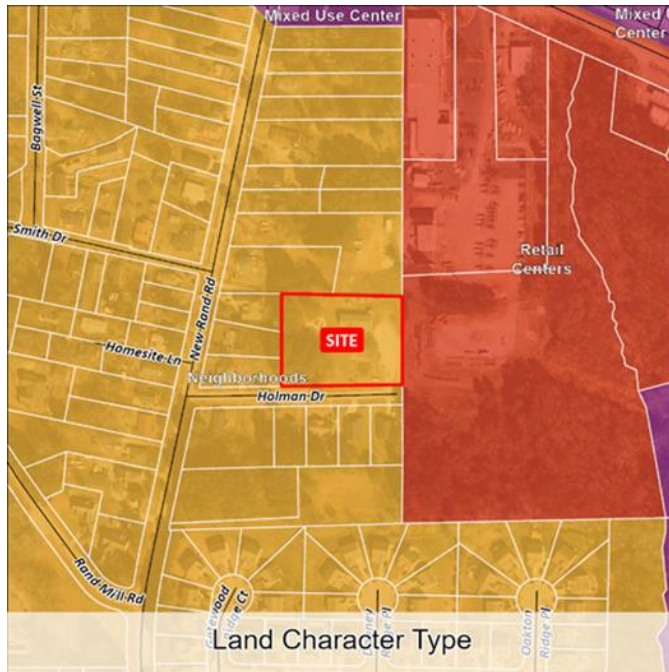 Mixed Use Center
Mixed U
Center
Bagwell St
Smith Dr
New Rand Rd
Retail
Centers
SITE
Homesite Ln
Neighborhoods
Holman Dr
Rand Mill Rd
Ridge Ct
Ridge Pl
Oakton
Ridge Pl
Land Character Type